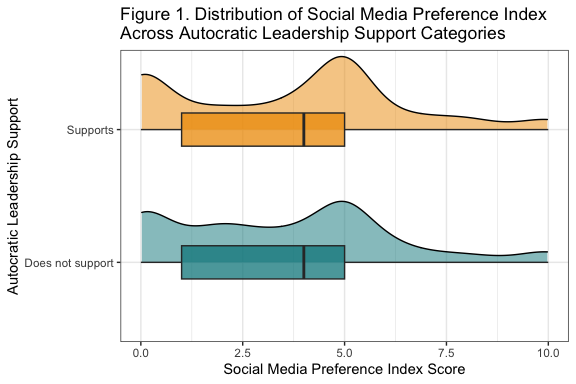 Figure 1. Distribution of Social Media Preference Index
Across Autocratic Leadership Support Categories
Autocratic Leadership Support
Supports
Does not support
0.0 2.5 5.0 7.5 10.0
Social Media Preference Index Score